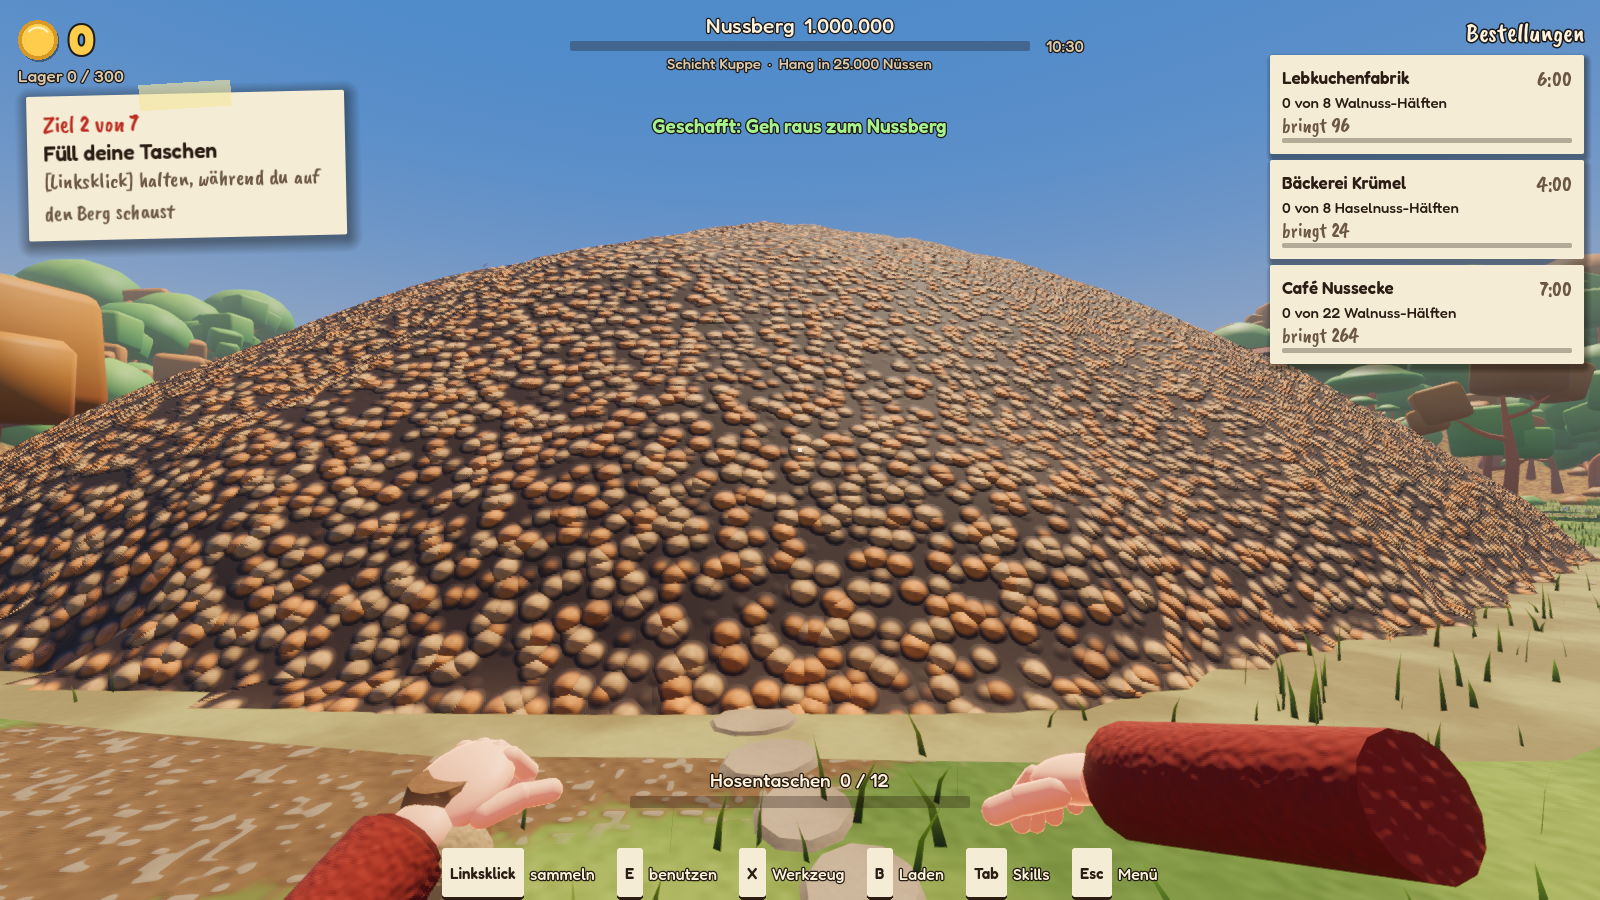 0
Lager 0 / 300
Ziel 2 von 7
Füll deine Taschen
[Linksklick] halten, während du auf
den Berg schaust
Nussberg 1.000.000
10:30
Schicht Kuppe · Hang in 25.000 Nüssen
Geschafft: Geh raus zum Nussberg
Bestellungen
Lebkuchenfabrik 6:00
0 von 8 Walnuss-Hälften
bringt 96
Bäckerei Krümel 4:00
0 von 8 Haselnuss-Hälften
bringt 24
Café Nussecke 7:00
0 von 22 Walnuss-Hälften
bringt 264
Hosentaschen 0 / 12
Linksklick sammeln E benutzen X Werkzeug B Laden Tab Skills Esc Menü